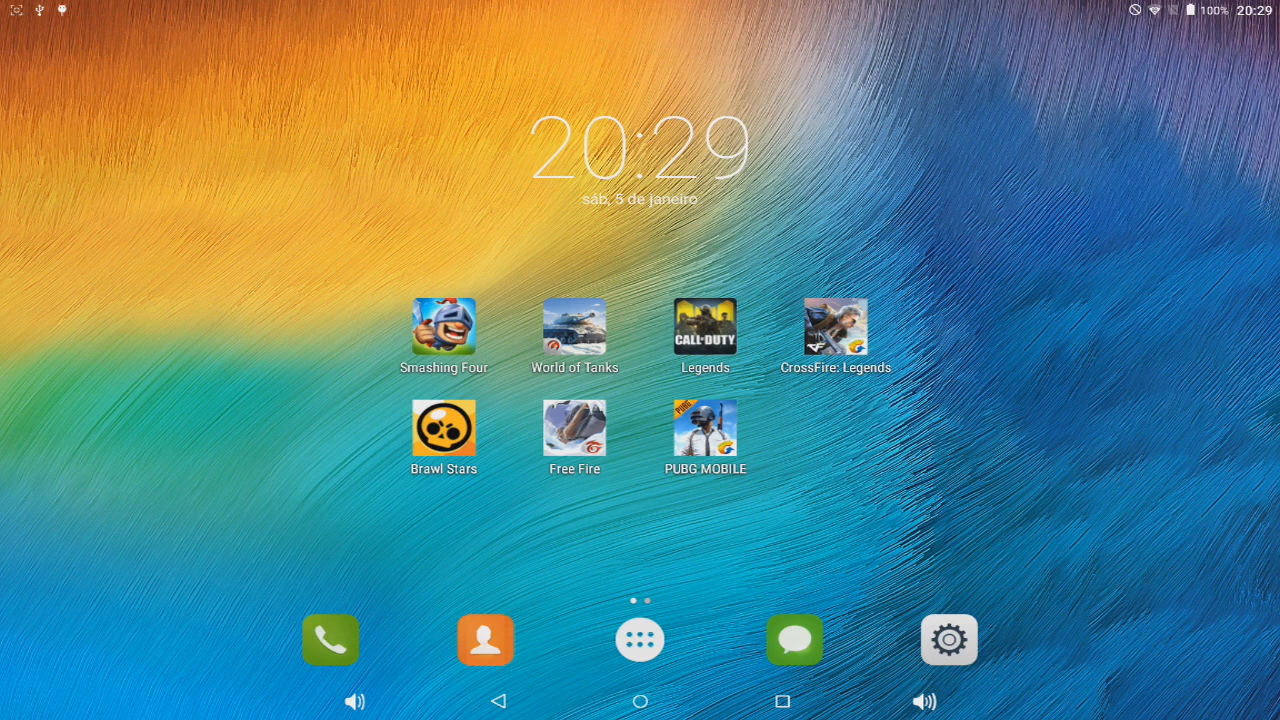 100% 20:29
20:29
sáb, 5 de janeiro
CALL OF DUTY
Smashing Four World of Tanks Legends CrossFire: Legends
PUBG
Brawl Stars Free Fire PUBG MOBILE